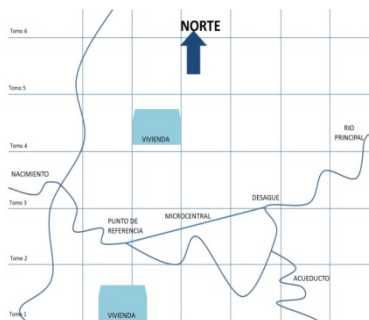 NORTE
Tomo 6
Tomo 5
VIVIENDA
RIO
PRINCIPAL
Tomo 4
NACIMIENTO
DESAGUE
Tomo 3
MICROCENTRAL
PUNTO DE
REFERENCIA
Tomo 2
ACUEDUCTO
Tomo 1
VIVIENDA